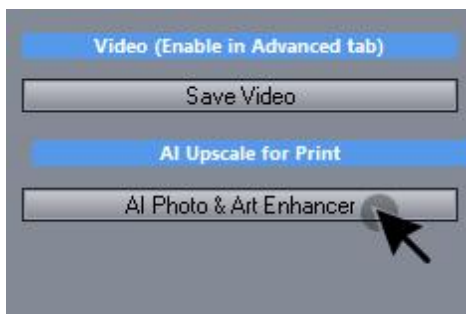 Video (Enable in Advanced tab)
Save Video
AI Upscale for Print
AI Photo & Art Enhancer